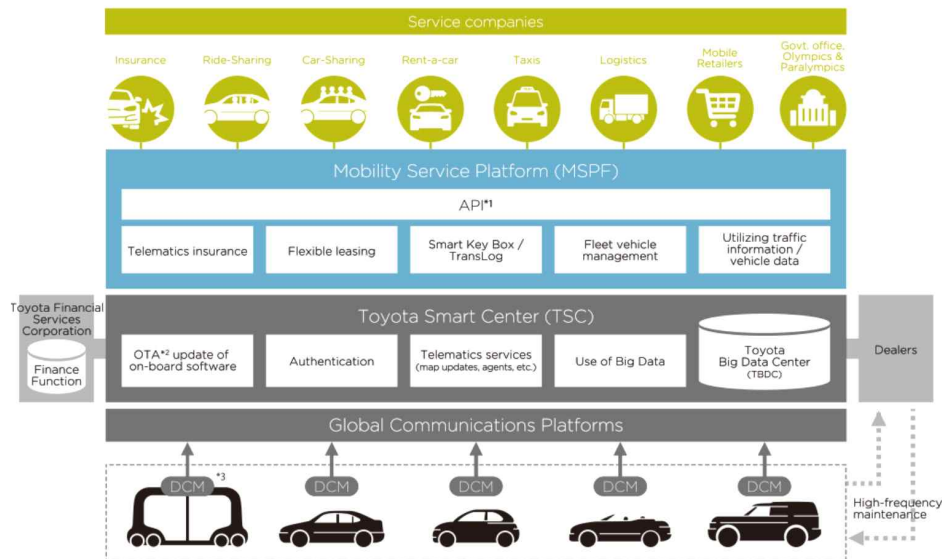 Service companies
Insurance
Ride-Sharing
Car-Sharing
Rent-a-car
Taxis
Logistics
Mobile
Retailers
Govt. office,
Olympics &
Paralympics
Mobility Service Platform (MSPF)
API*1
Telematics insurance
Flexible leasing
Smart Key Box /
TransLog
Fleet vehicle
management
Utilizing traffic
information /
vehicle data
Toyota Financial
Services
Corporation
Finance
Function
Toyota Smart Center (TSC)
OTA*2 update of
on-board software
Authentication
Telematics services
(map updates, agents, etc.)
Use of Big Data
Toyota
Big Data Center
(TBDC)
Dealers
Global Communications Platforms
DCM *3
DCM
DCM
DCM
DCM
High-frequency
maintenance